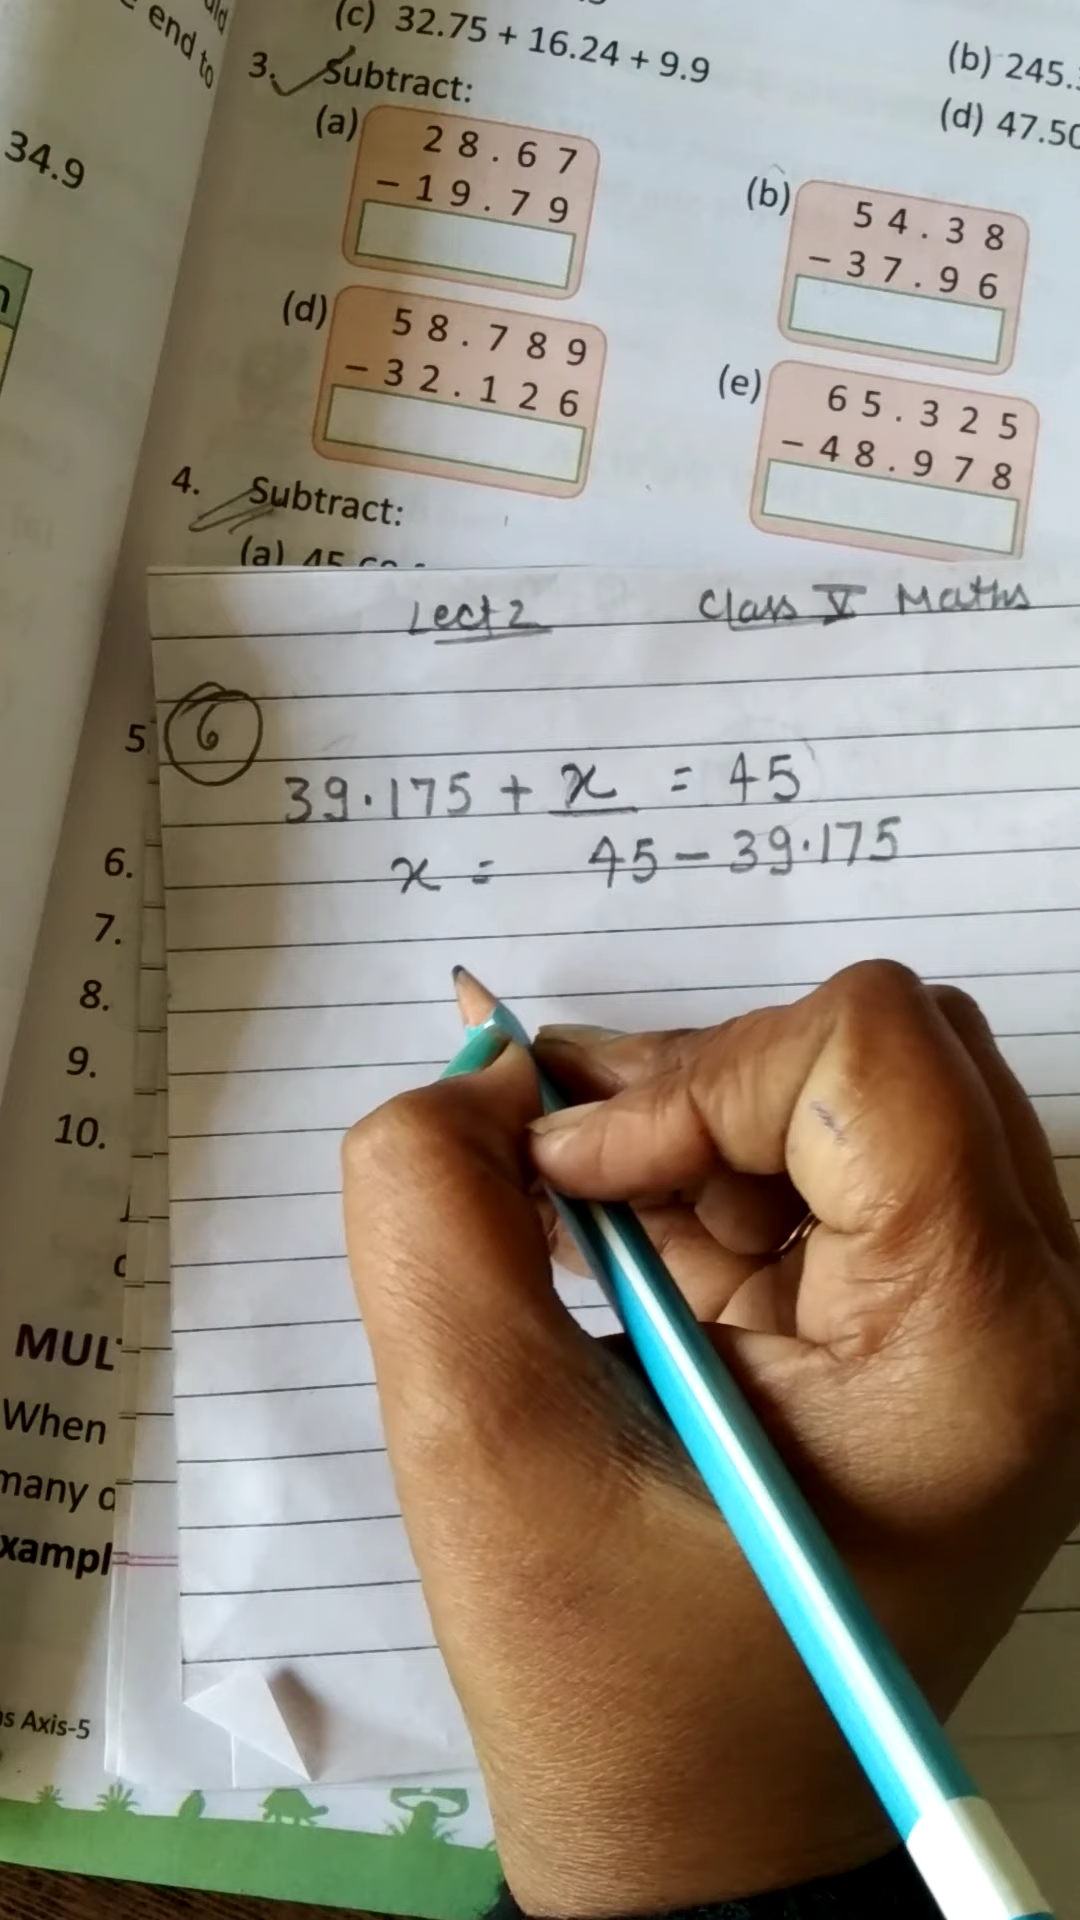 end to
34.9
(c) 32.75 + 16.24 + 9.9
(b) 245.
(d) 47.50
3. Subtract:
(a) 28.67
− 19.79
(b) 54.38
− 37.96
(d) 58.789
− 32.126
(e) 65.325
− 48.978
4. Subtract:
(a)
Lect 2 Class V Maths
5
6
39.175 + x = 45
x = 45 − 39.175
6.
7.
8.
9.
10.
MUL
When
many
xampl
Axis-5